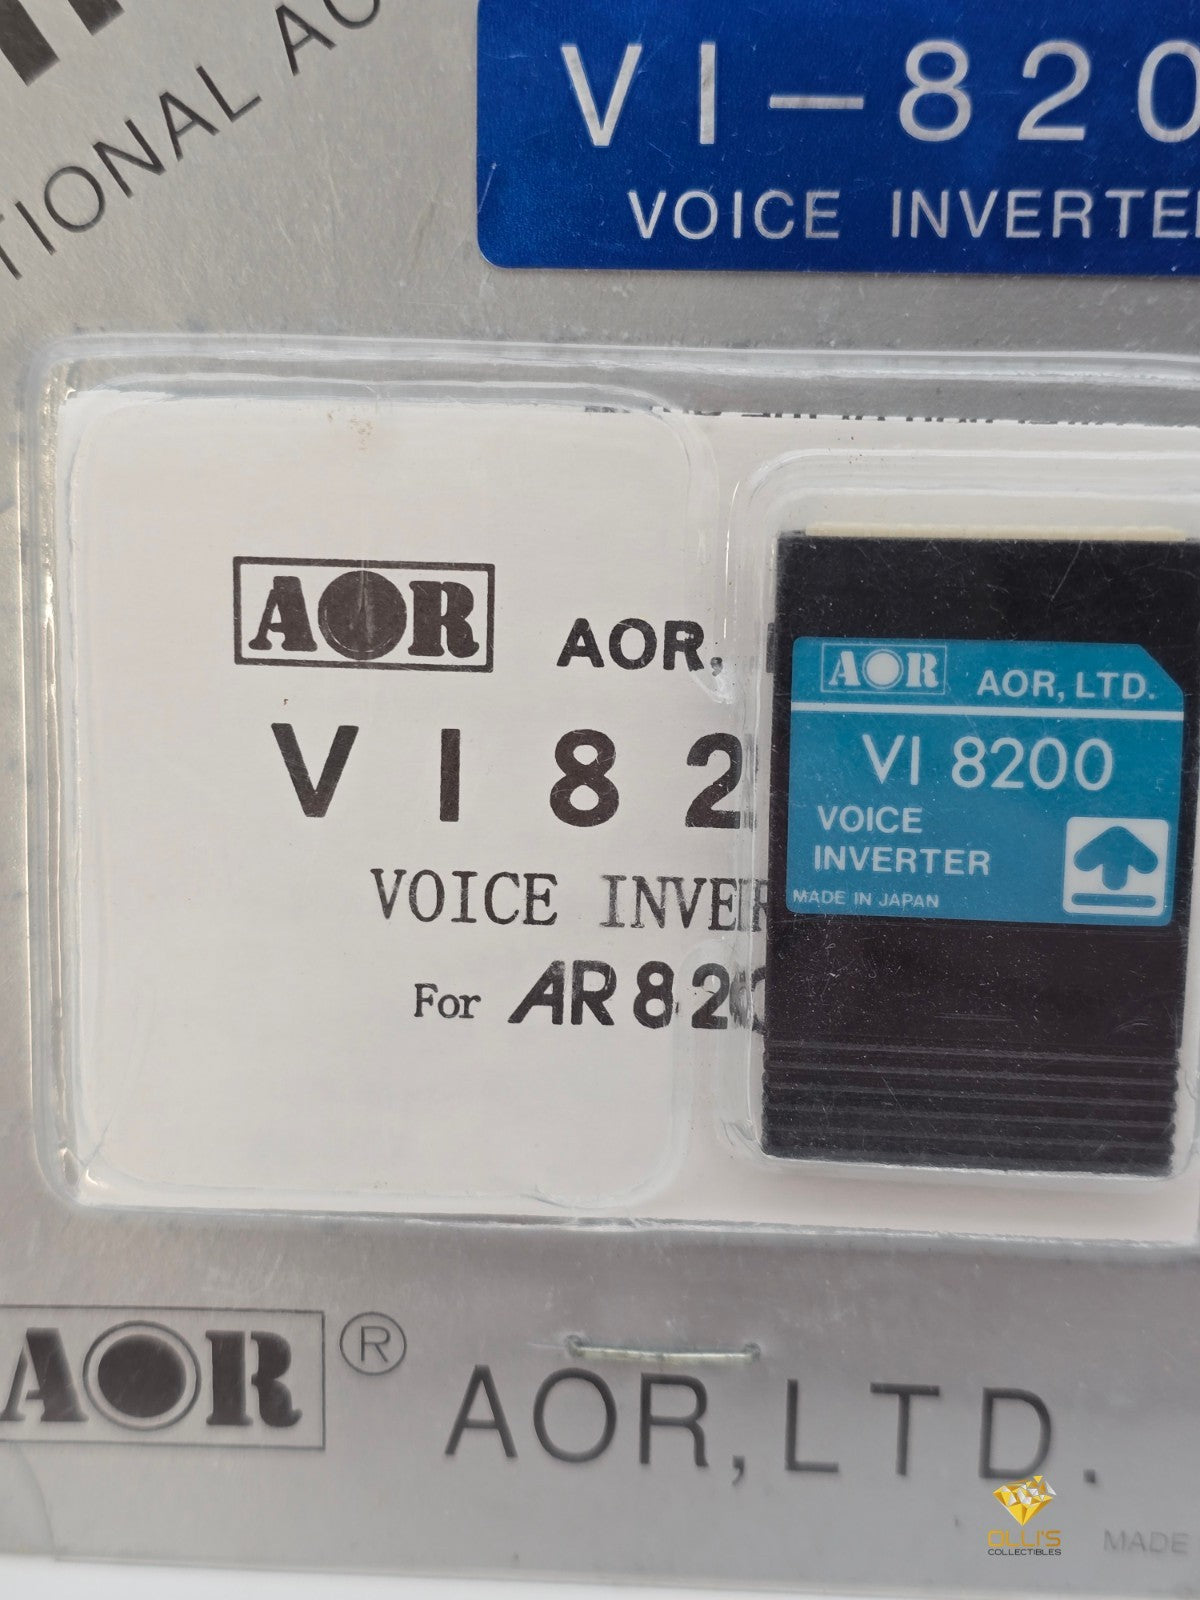 TIONAL AC
VI-820
VOICE INVERTE
AOR AOR,
VI82
VOICE INVER
For AR82
AOR AOR, LTD.
VI 8200
VOICE
INVERTER
MADE IN JAPAN
AOR® AOR, LTD.
OLLI'S
COLLECTIBLES
MADE